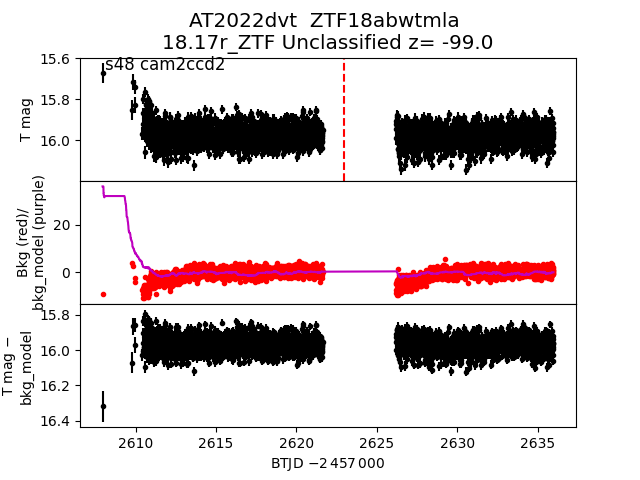 AT2022dvt  ZTF18abwtmla
18.17r_ZTF Unclassified z= -99.0
s48 cam2ccd2
15.6
15.8
16.0
T mag
20
0
Bkg (red)/
bkg_model (purple)
15.8
16.0
16.2
16.4
T mag −
bkg_model
2610 2615 2620 2625 2630 2635
BTJD −2 457 000